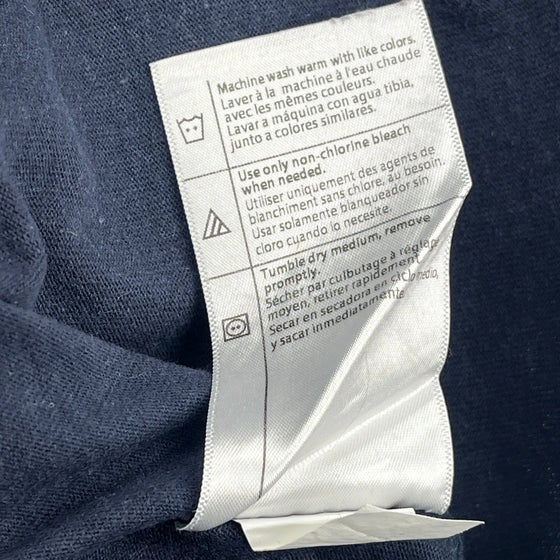 Machine wash warm with like colors.
Laver à la machine à l'eau chaude
avec les mêmes couleurs.
Lavar a máquina con agua tibia,
junto a colores similares.
Use only non-chlorine bleach
when needed.
Utiliser uniquement des agents de
blanchiment sans chlore, au besoin.
Usar solamente blanqueador sin
cloro cuando lo necesite.
Tumble dry medium, remove
promptly.
Sécher par culbutage à réglage
moyen, retirer rapidement
Secar en secadora en ciclo medio,
y sacar inmediatamente